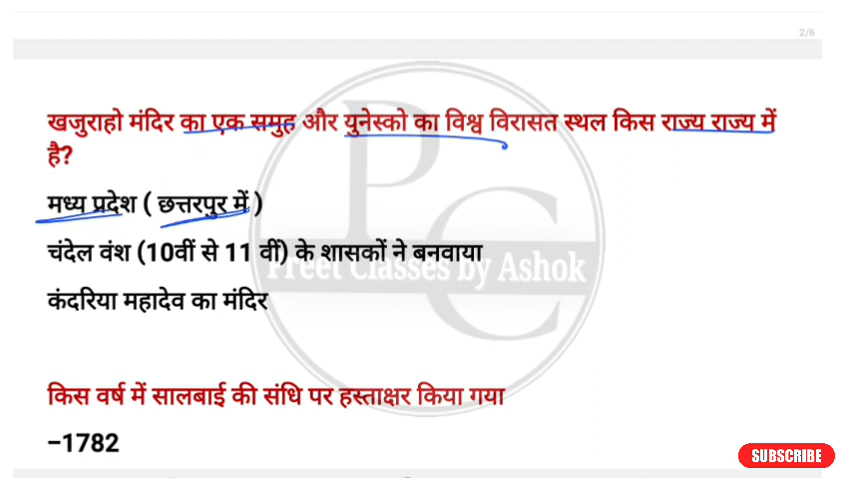 2/6
खजुराहो मंदिर का एक समुह और युनेस्को का विश्व विरासत स्थल किस राज्य राज्य में
है?
मध्य प्रदेश ( छत्तरपुर में )
चंदेल वंश (10वीं से 11 वीं) के शासकों ने बनवाया
Preet Classes by Ashok
कंदरिया महादेव का मंदिर
किस वर्ष में सालबाई की संधि पर हस्ताक्षर किया गया
–1782
SUBSCRIBE